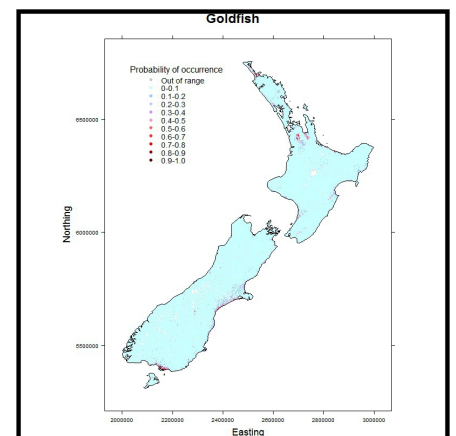 Goldfish
Probability of occurrence
Out of range
0-0.1
0.1-0.2
0.2-0.3
0.3-0.4
0.4-0.5
0.5-0.6
0.6-0.7
0.7-0.8
0.8-0.9
0.9-1.0
6500000
Northing
6000000
5500000
2000000 2200000 2400000 2600000 2800000 3000000
Easting